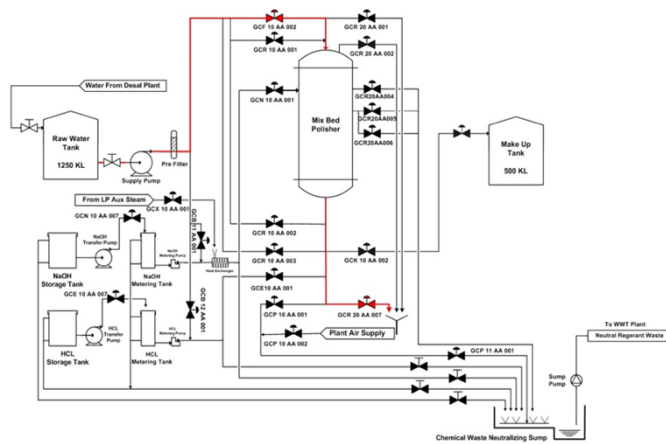 GCF 10 AA 002
GCR 20 AA 001
GCR 10 AA 001
GCR 20 AA 002
Water From Desal Plant
GCN 10 AA 001
GCR20AA004
GCR20AA005
GCR20AA006
Mix Bed
Polisher
Raw Water
Tank
1250 KL
Supply Pump
Pre Filter
Make Up
Tank
500 KL
From LP Aux Steam
GCX 10 AA 001
GCN 10 AA 007
GCB 11 AA 001
NaOH
Transfer Pump
NaOH
Metering Pump
Heat Exchanger
GCR 10 AA 002
GCR 10 AA 003
GCK 10 AA 002
NaOH
Storage Tank
NaOH
Metering Tank
GCE 10 AA 007
GCB 12 AA 001
GCE10 AA 001
GCP 10 AA 001
GCR 20 AA 007
HCL
Transfer
Pump
HCL
Metering Pump
Plant Air Supply
GCP 10 AA 002
HCL
Storage Tank
HCL
Metering Tank
GCP 11 AA 001
To WWT Plant
Neutral Regerant Waste
Sump
Pump
Chemical Waste Neutralizing Sump